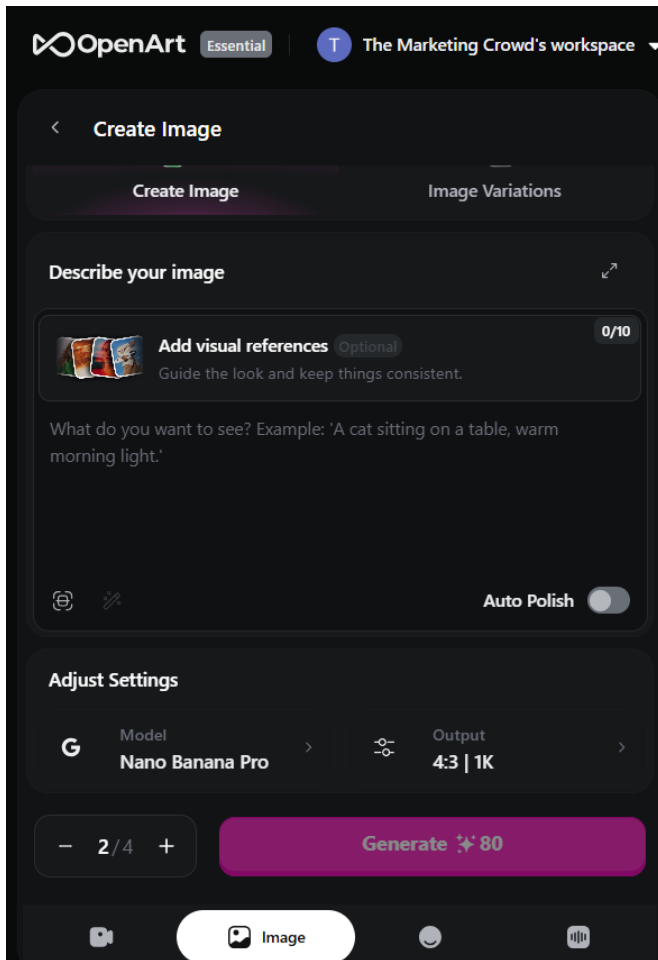 OpenArt Essential T The Marketing Crowd's workspace
Create Image
Create Image Image Variations
Describe your image
0/10
Add visual references Optional
Guide the look and keep things consistent.
What do you want to see? Example: 'A cat sitting on a table, warm
morning light.'
Auto Polish
Adjust Settings
G Model Output
Nano Banana Pro 4:3 | 1K
− 2/4 + Generate 80
Image